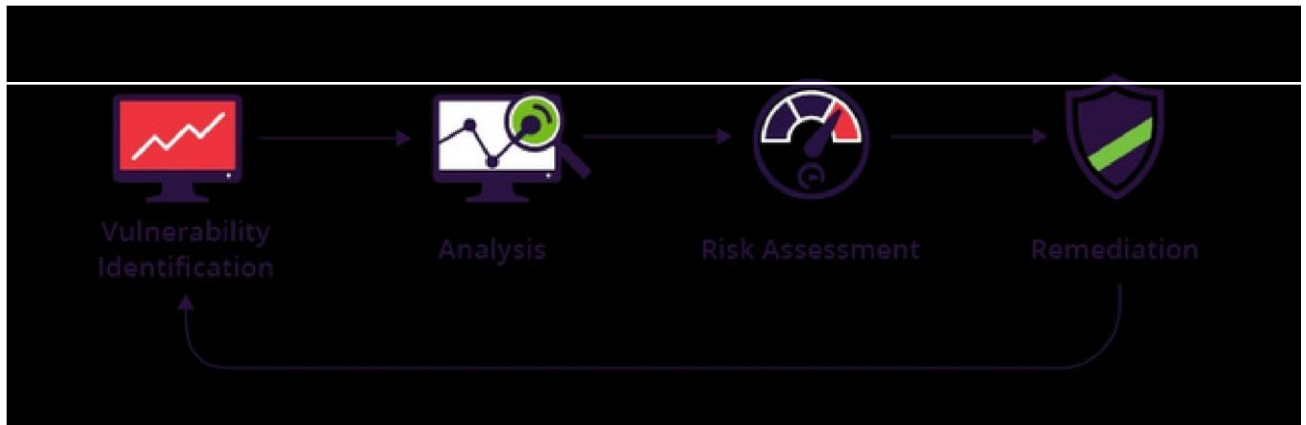 Vulnerability
Identification
Analysis
Risk Assessment
Remediation